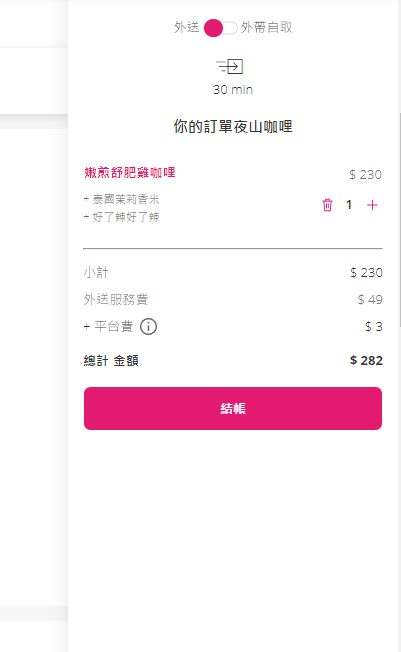 外送 外帶自取
30 min
你的訂單夜山咖哩
嫩煎舒肥雞咖哩 $ 230
+ 泰國茉莉香米
+ 好了辣好了辣
1 +
小計 $ 230
外送服務費 $ 49
+ 平台費 $ 3
總計 金額 $ 282
結帳